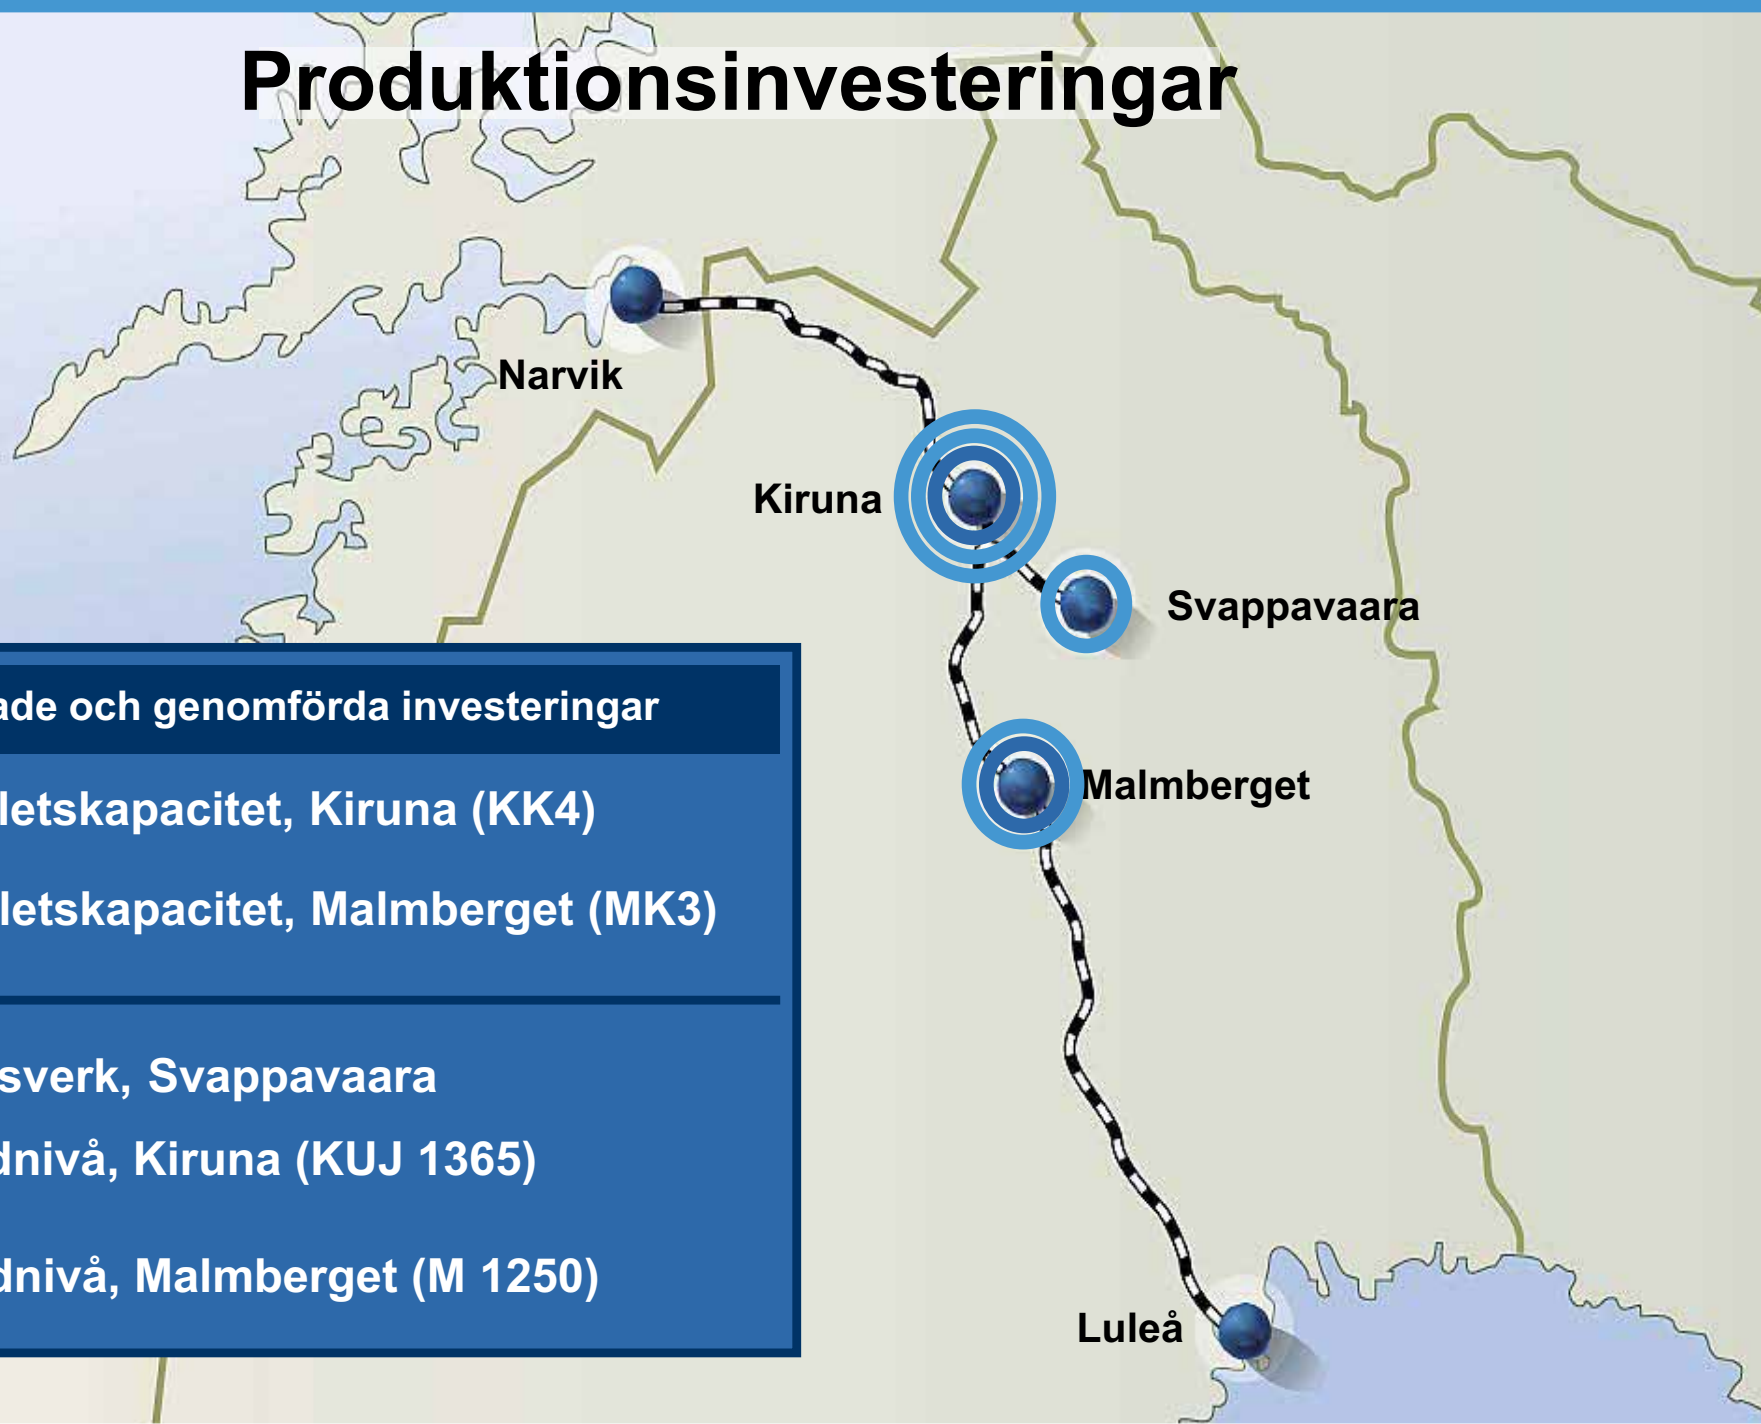 Produktionsinvesteringar
Narvik
Kiruna
Svappavaara
Malmberget
Luleå
ade och genomförda investeringar
letskapacitet, Kiruna (KK4)
letskapacitet, Malmberget (MK3)
sverk, Svappavaara
dnivå, Kiruna (KUJ 1365)
dnivå, Malmberget (M 1250)